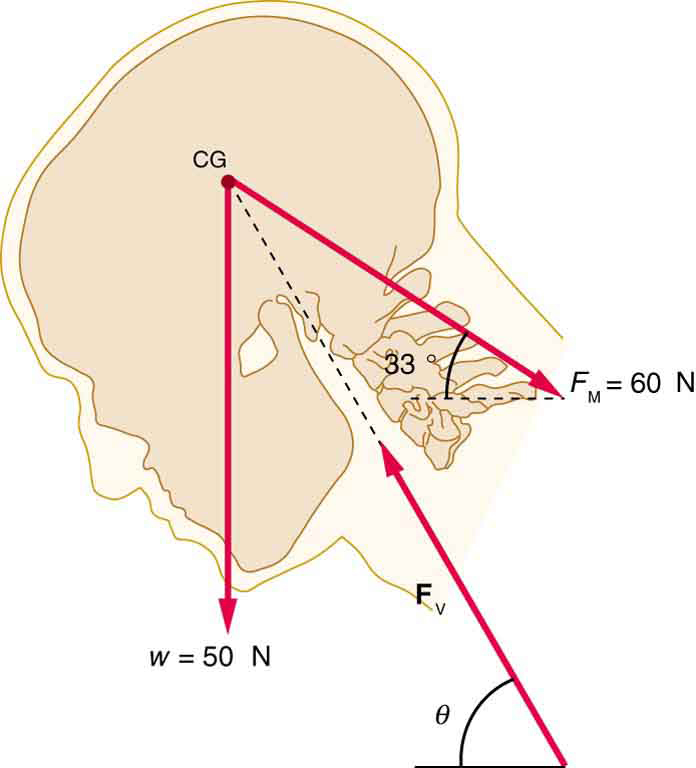 CG
33 °
F_M = 60 N
F_V
w = 50 N
θ